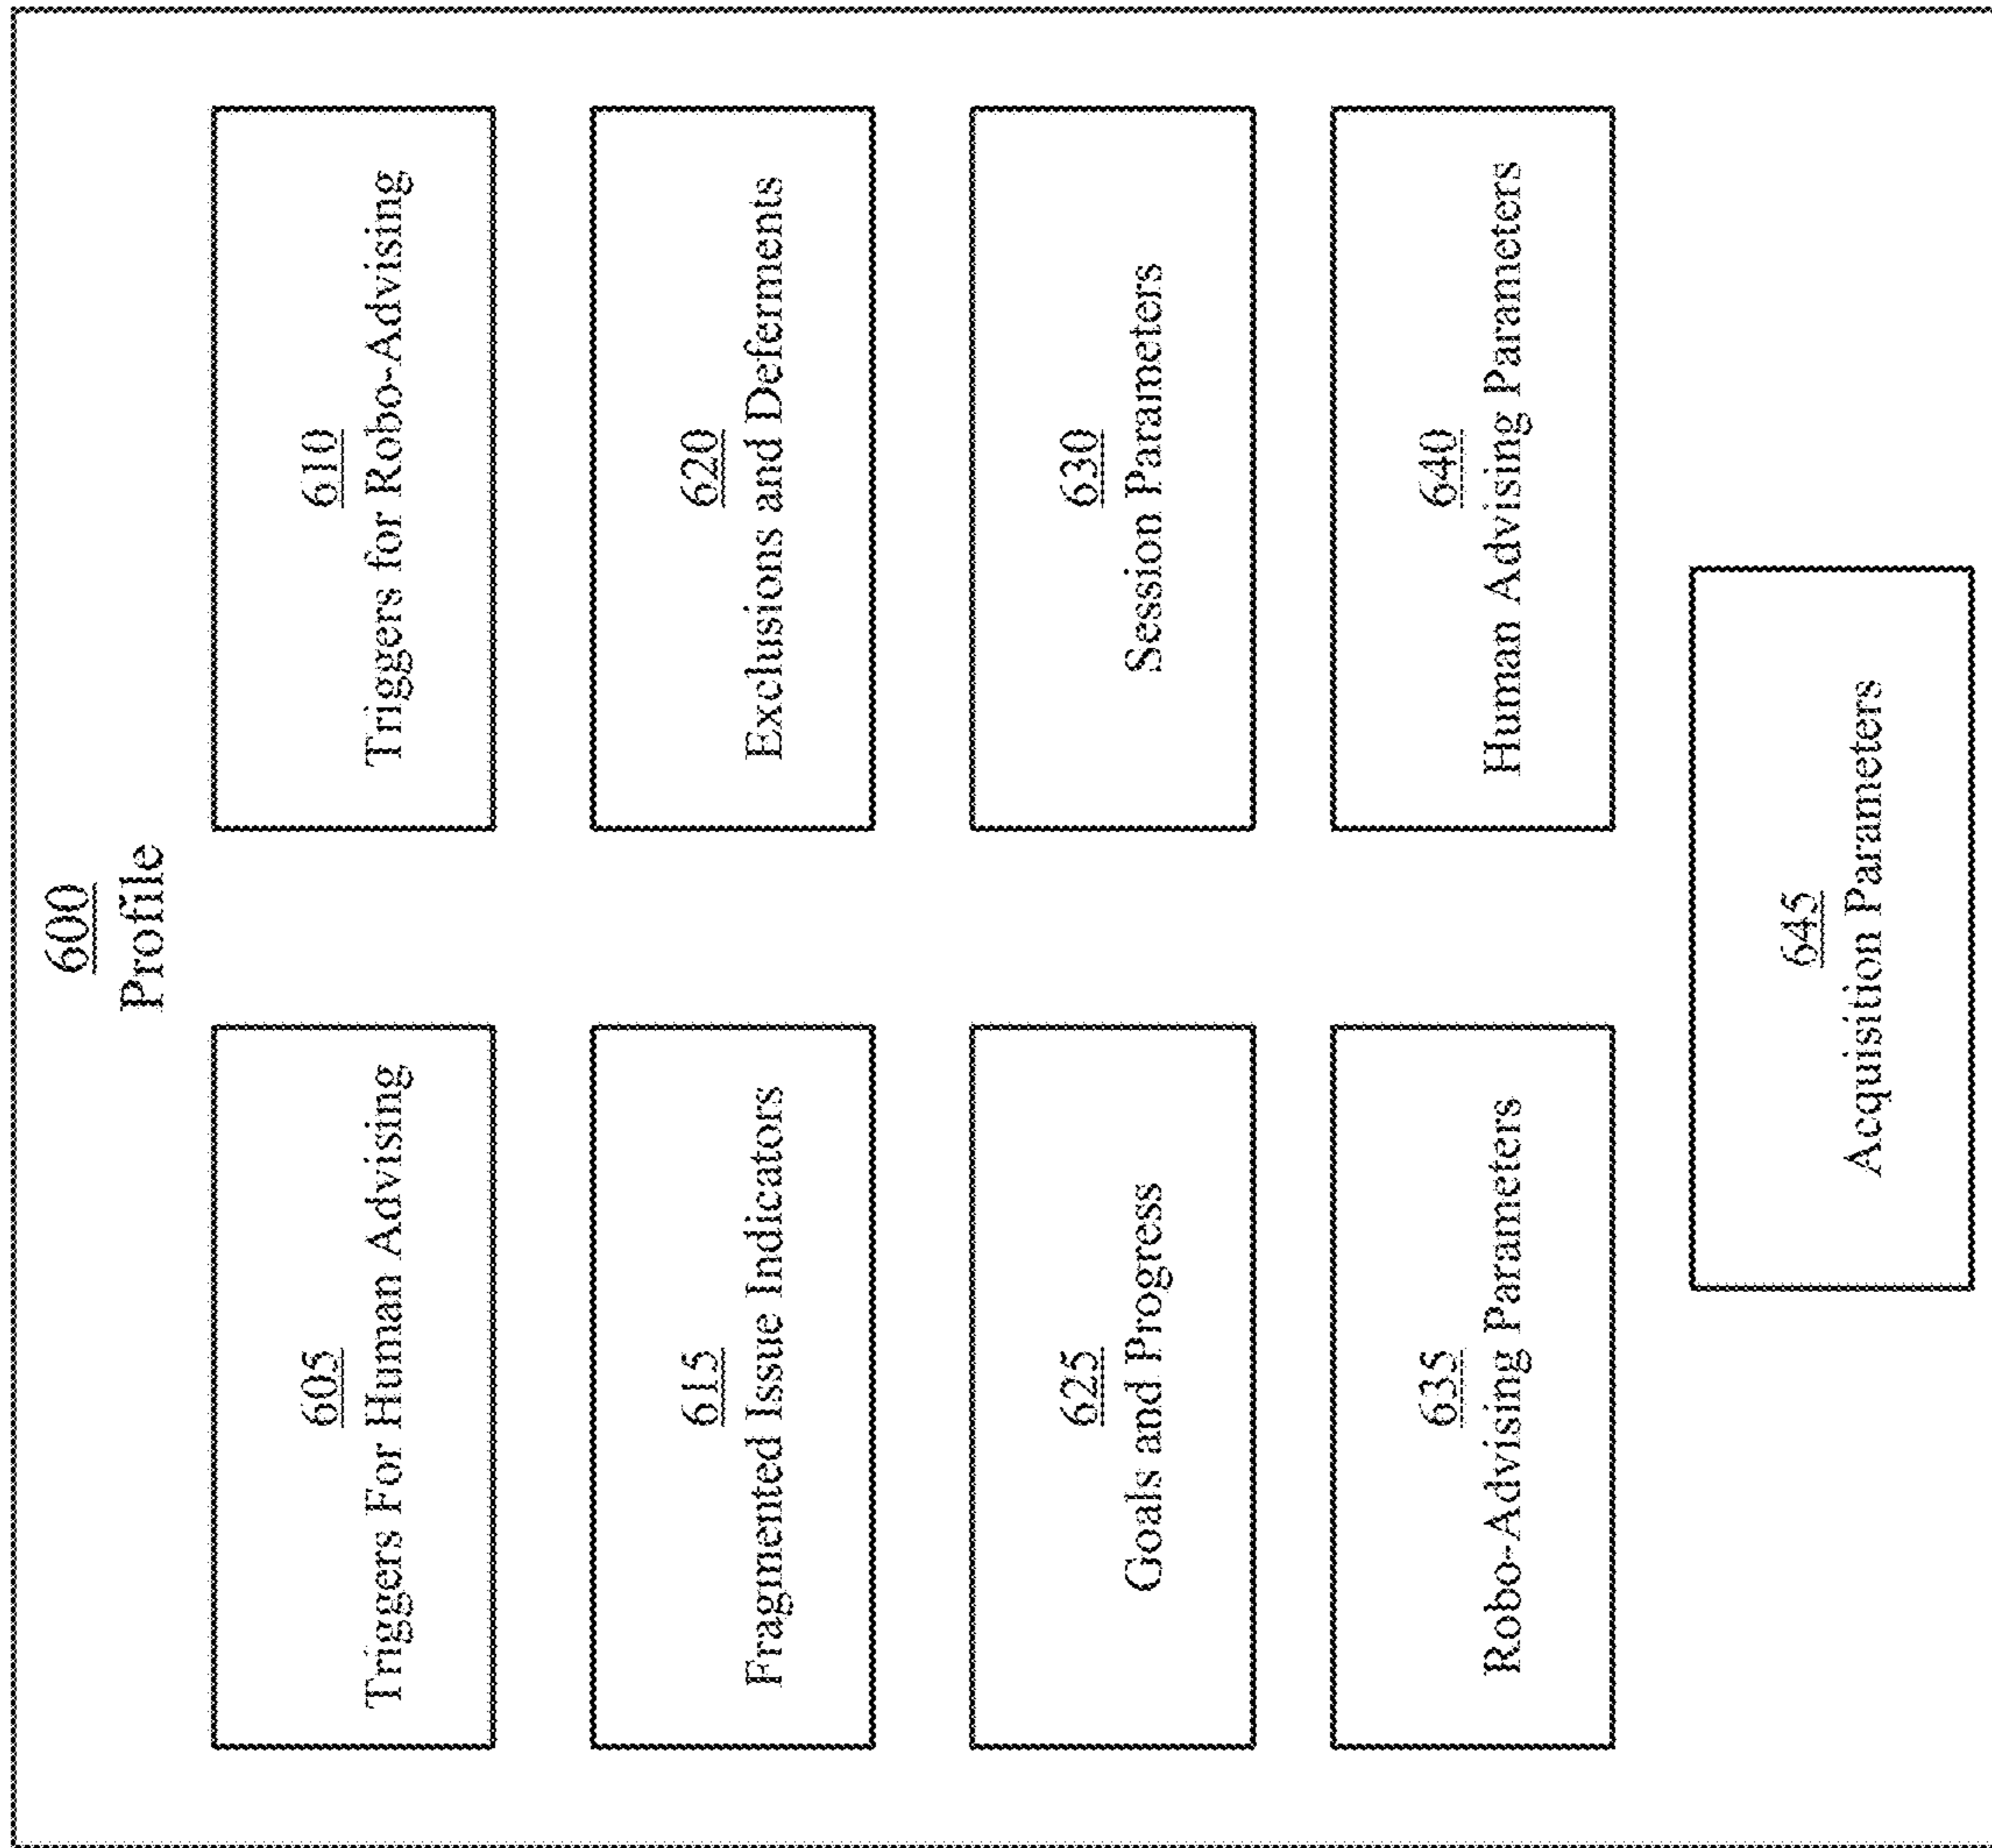 600
Profile
605
Triggers For Human Advising
610
Triggers for Robo-Advising
615
Fragmented Issue Indicators
620
Exclusions and Deferments
625
Goals and Progress
630
Session Parameters
635
Robo-Advising Parameters
640
Human Advising Parameters
645
Acquisition Parameters